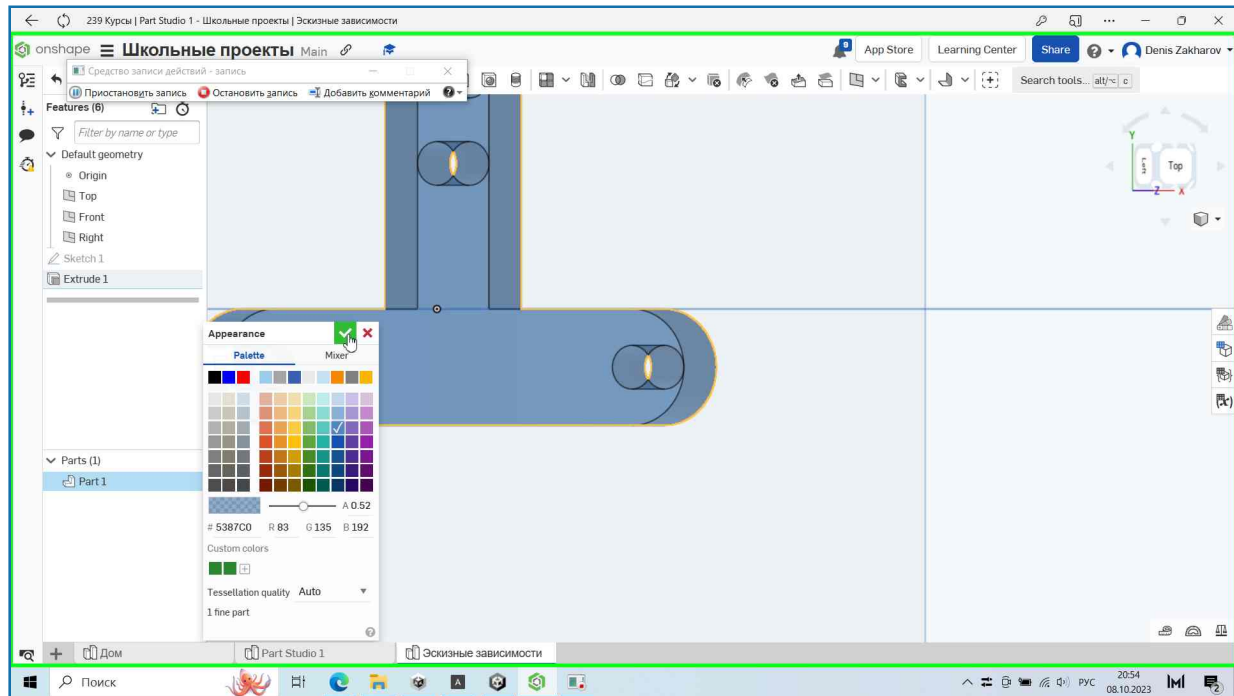 239 Курсы | Part Studio 1 - Школьные проекты | Эскизные зависимости
onshape Школьные проекты Main 9 App Store Learning Center Share Denis Zakharov
Средство записи действий - запись
Приостановить запись Остановить запись Добавить комментарий
Search tools... alt/⌥ c
Features (6)
Filter by name or type
Default geometry
Origin
Top
Front
Right
Sketch 1
Extrude 1
Y
Left
Top
Z
X
Appearance
Palette Mixer
A 0.52
# 5387C0 R 83 G 135 B 192
Custom colors
Tessellation quality Auto
1 fine part
Parts (1)
Part 1
Дом Part Studio 1 Эскизные зависимости
Поиск
РУС
20:54
08.10.2023
2